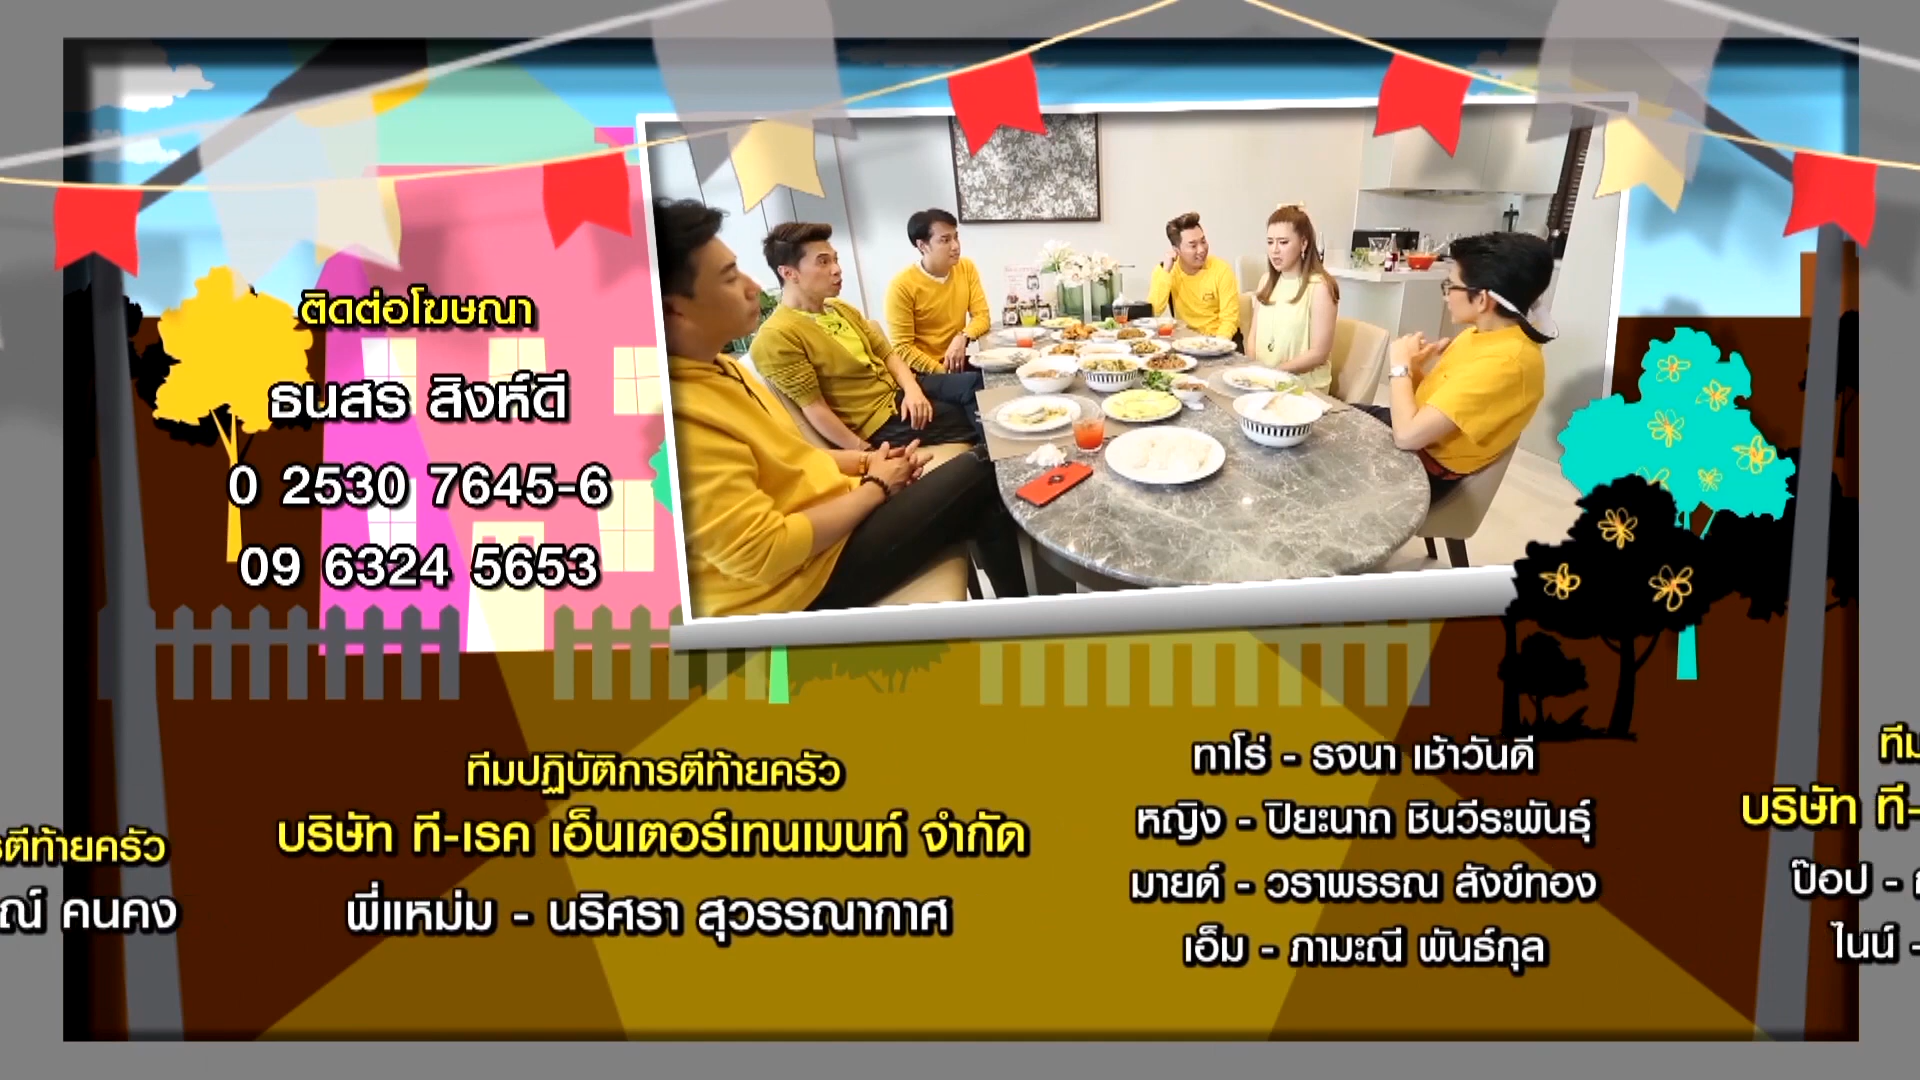 ติดต่อโฆษณา
ธนสร สิงห์ดี
0 2530 7645-6
09 6324 5653
ตีท้ายครัว
คนคง
ทีมปฏิบัติการตีท้ายครัว
บริษัท ที-เรค เอ็นเตอร์เทนเมนท์ จำกัด
พี่แหม่ม - นริศรา สุวรรณากาศ
ทาโร่ - รจนา เช้าวันดี
หญิง - ปิยะนาถ ชินวีระพันธุ์
มายด์ - วราพรรณ สังข์ทอง
เอ็ม - ภามะณี พันธ์กุล
ทีม
บริษัท ที-
ป๊อป -
ไนน์ -